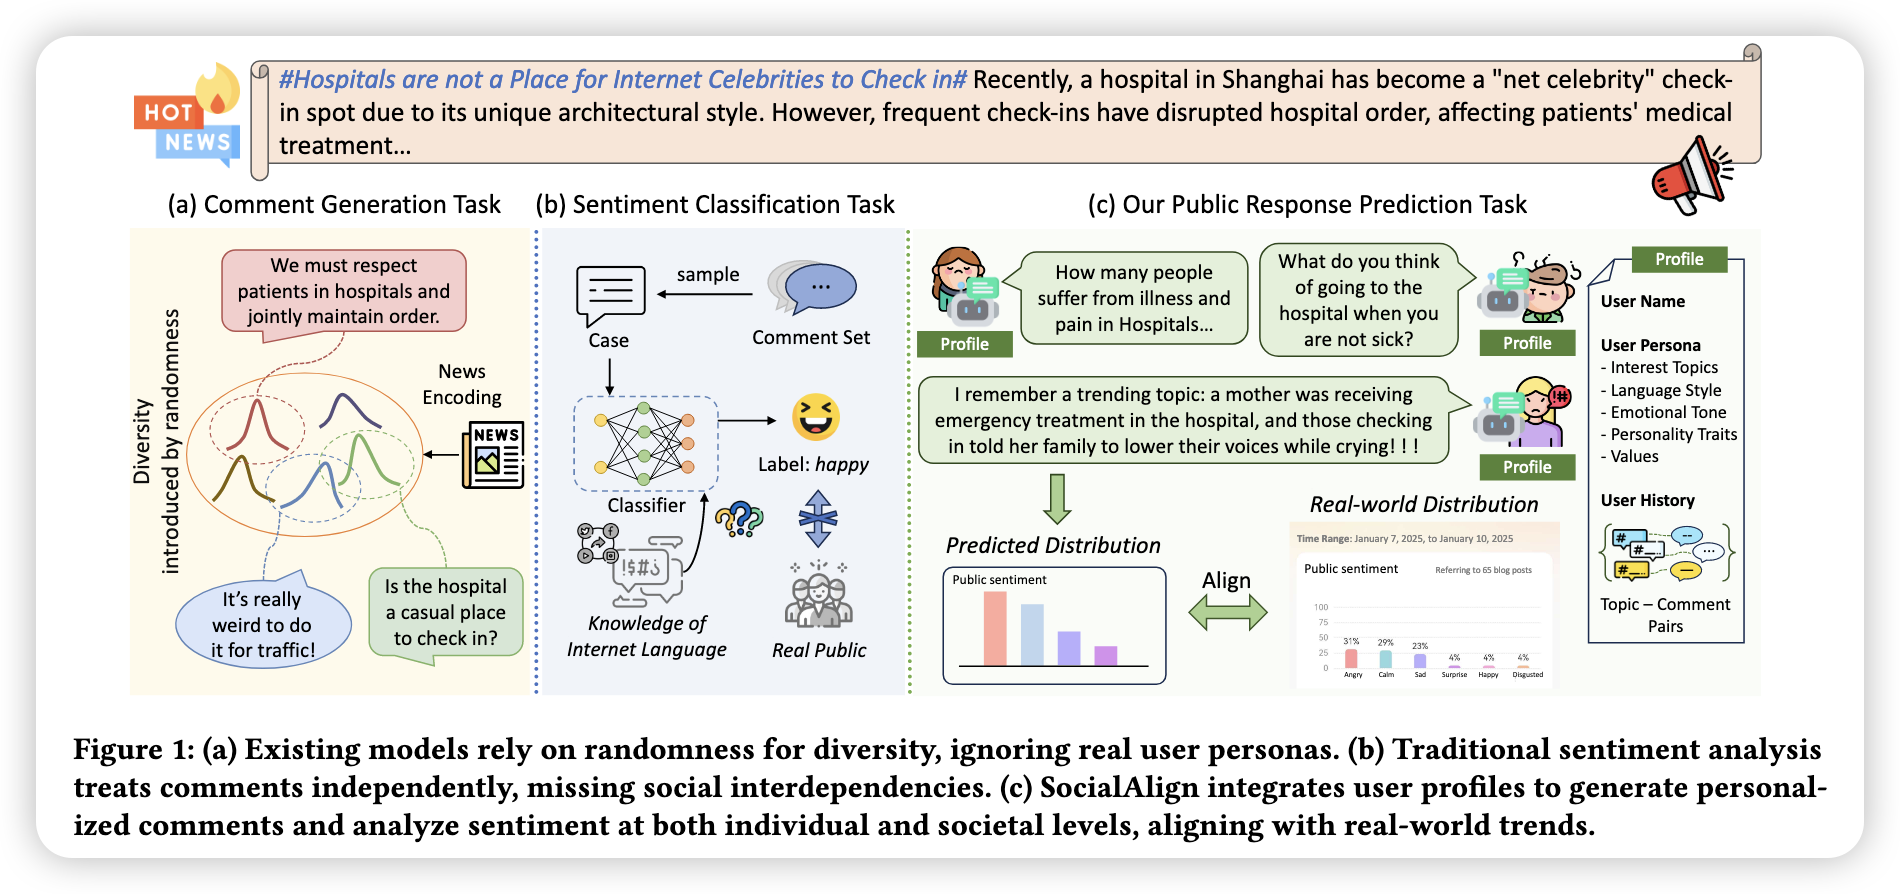 HOT
NEWS
#Hospitals are not a Place for Internet Celebrities to Check in# Recently, a hospital in Shanghai has become a "net celebrity" check-
in spot due to its unique architectural style. However, frequent check-ins have disrupted hospital order, affecting patients' medical
treatment...
(a) Comment Generation Task
Diversity
introduced by randomness
We must respect
patients in hospitals and
jointly maintain order.
News
Encoding
NEWS
It's really
weird to do
it for traffic!
Is the hospital
a casual place
to check in?
(b) Sentiment Classification Task
Case
sample
...
Comment Set
Classifier
Label: happy
!$#¿
???
Knowledge of
Internet Language
Real Public
(c) Our Public Response Prediction Task
Profile
How many people
suffer from illness and
pain in Hospitals...
What do you think
of going to the
hospital when you
are not sick?
Profile
I remember a trending topic: a mother was receiving
emergency treatment in the hospital, and those checking
in told her family to lower their voices while crying! ! !
!#
Profile
Predicted Distribution
Public sentiment
Align
Real-world Distribution
Time Range: January 7, 2025, to January 10, 2025
Public sentiment
Referring to 65 blog posts
100
75
50
25
0
31%
29%
23%
4%
4%
4%
Angry
Calm
Sad
Surprise
Happy
Disgusted
Profile
User Name
User Persona
- Interest Topics
- Language Style
- Emotional Tone
- Personality Traits
- Values
User History
Topic – Comment
Pairs
Figure 1: (a) Existing models rely on randomness for diversity, ignoring real user personas. (b) Traditional sentiment analysis
treats comments independently, missing social interdependencies. (c) SocialAlign integrates user profiles to generate personal-
ized comments and analyze sentiment at both individual and societal levels, aligning with real-world trends.